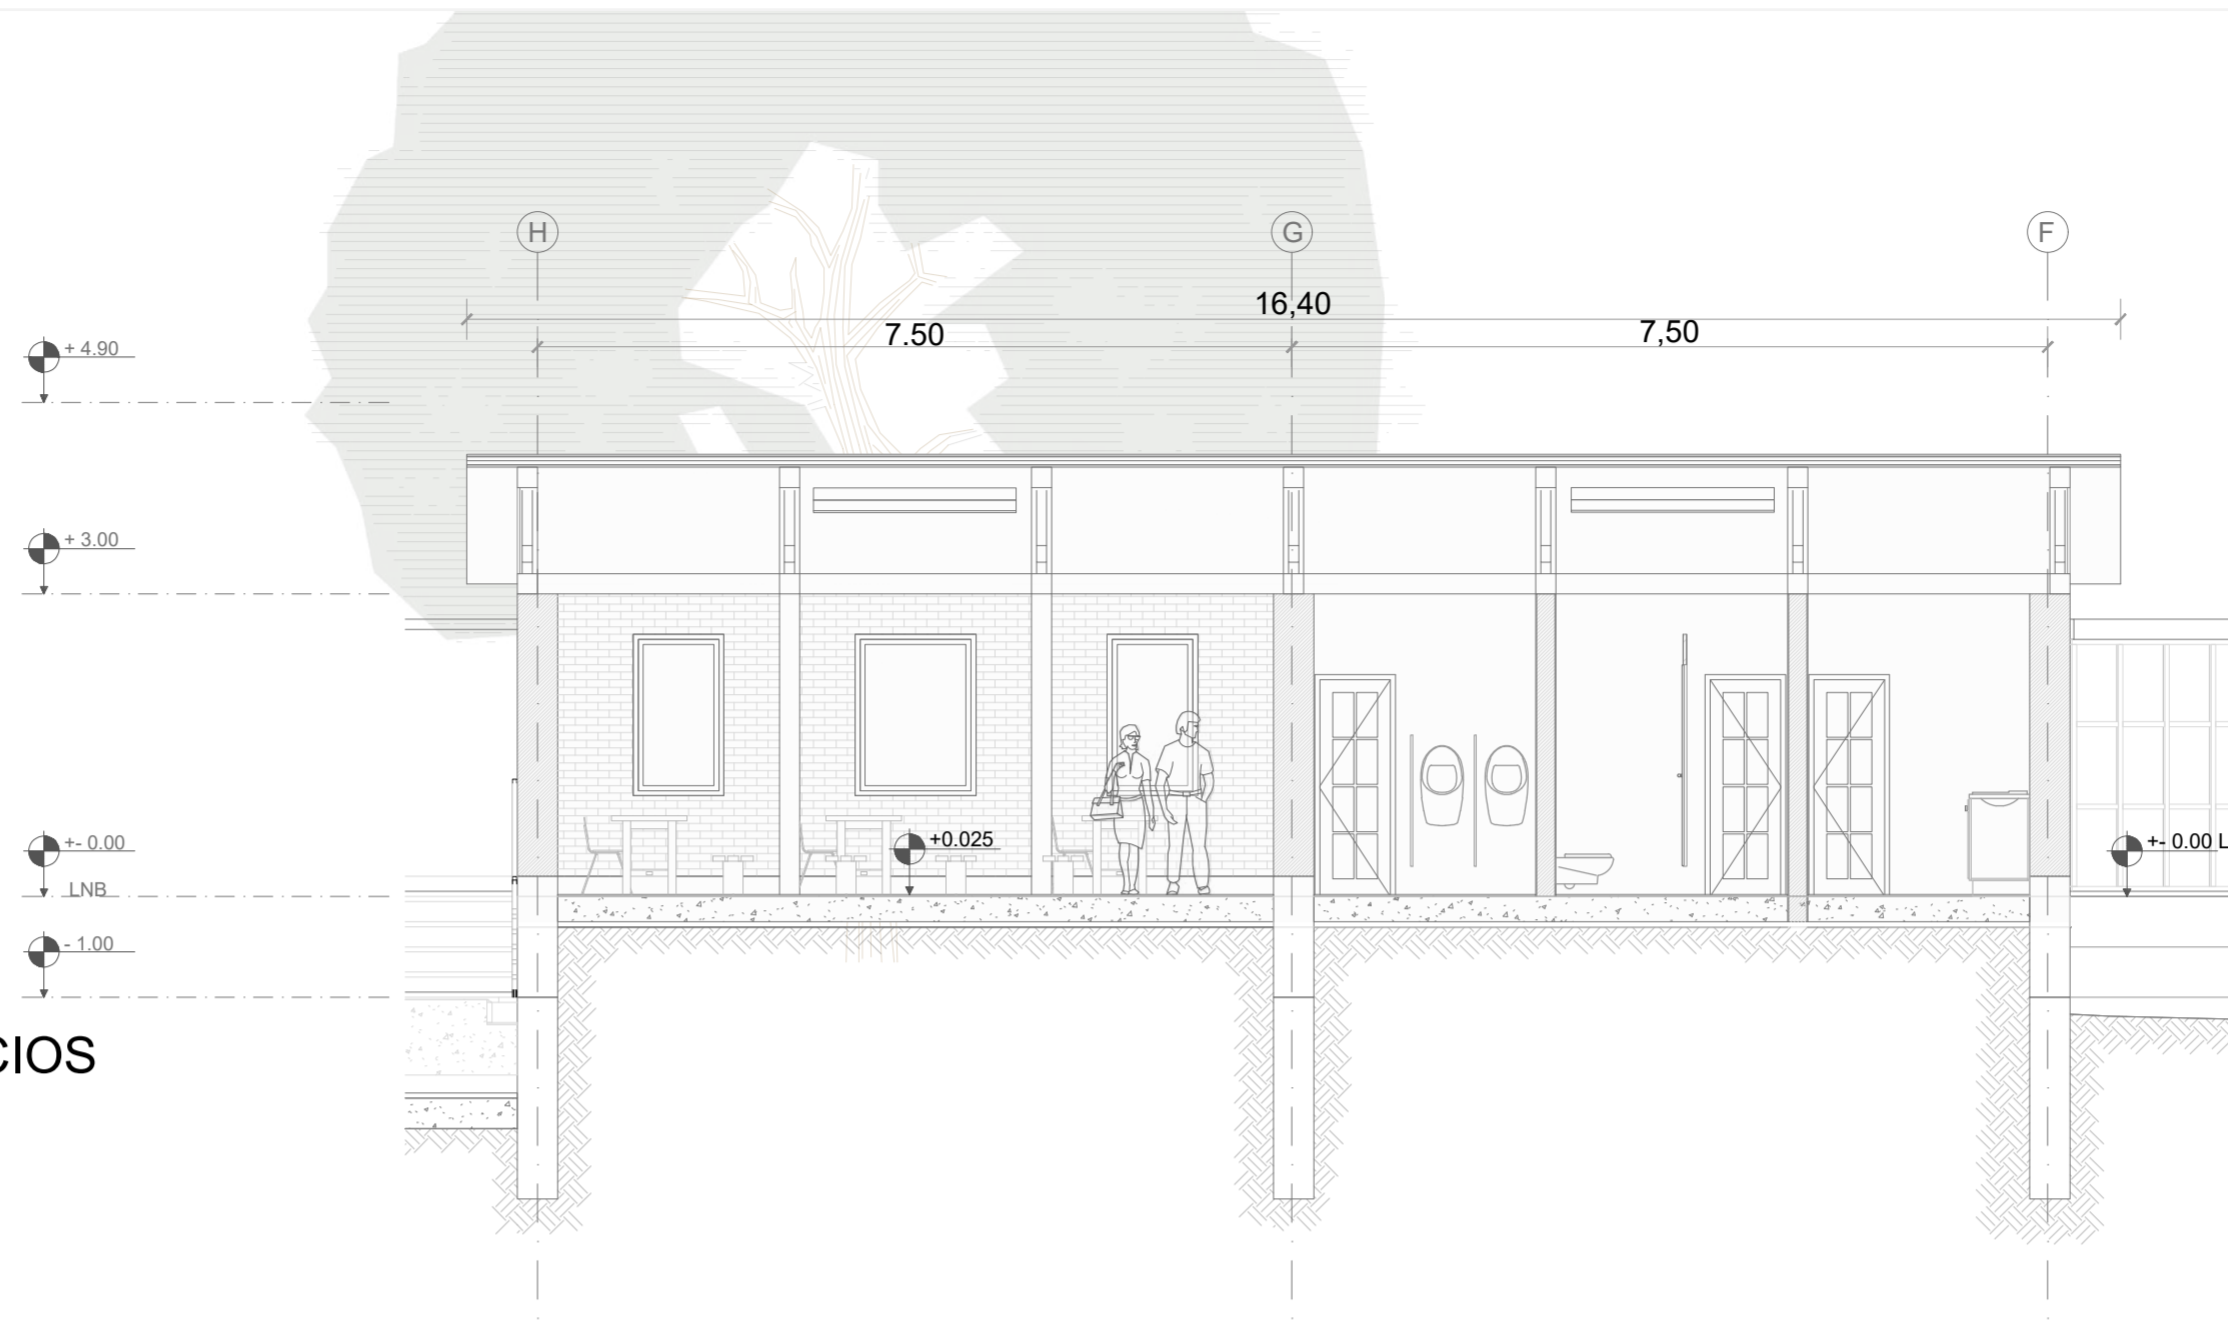 H
G
F
16,40
7.50
7,50
+ 4.90
+ 3.00
+- 0.00
+0.025
+- 0.00 L
LNB
- 1.00
CIOS